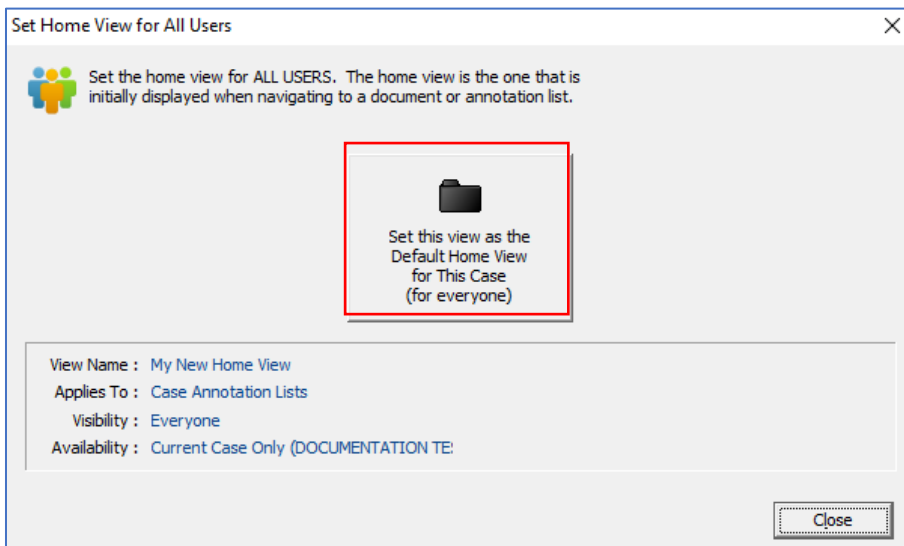 Set Home View for All Users
Set the home view for ALL USERS. The home view is the one that is
initially displayed when navigating to a document or annotation list.
Set this view as the
Default Home View
for This Case
(for everyone)
View Name : My New Home View
Applies To : Case Annotation Lists
Visibility : Everyone
Availability : Current Case Only (DOCUMENTATION TE:
Close